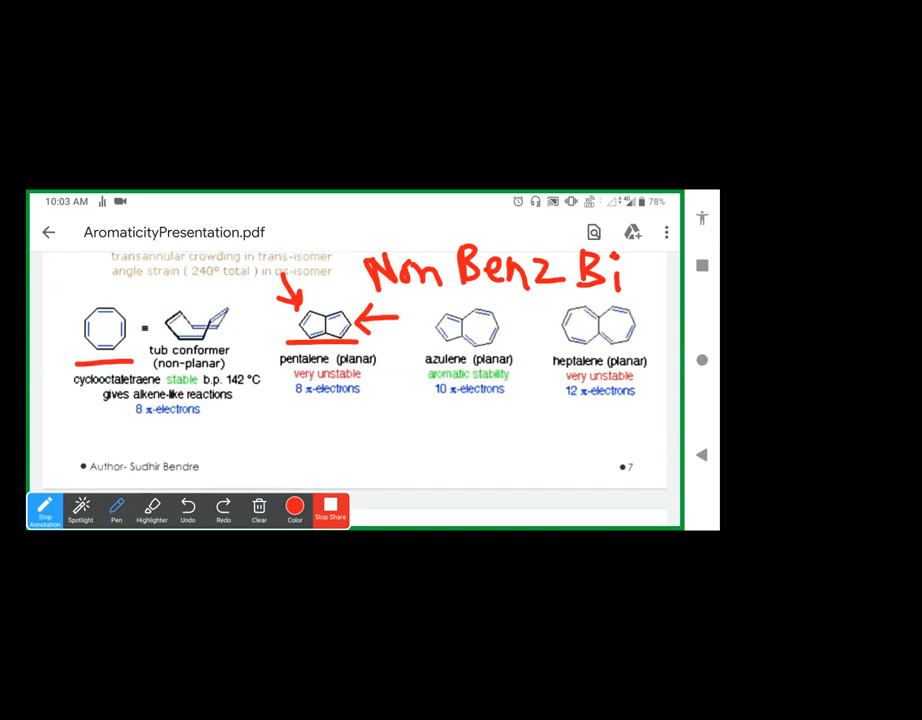 10:03 AM 78%
AromaticityPresentation.pdf
transannular crowding in trans-isomer
angle strain ( 240º total ) in cis-isomer
Non Benz Bi
=
tub conformer
(non-planar)
cyclooctatetraene stable b.p. 142 °C
gives alkene-like reactions
8 π-electrons
pentalene (planar)
very unstable
8 π-electrons
azulene (planar)
aromatic stability
10 π-electrons
heptalene (planar)
very unstable
12 π-electrons
Author- Sudhir Bendre
7
Stop Annotation
Spotlight
Pen
Highlighter
Undo
Redo
Clear
Color
Stop Share